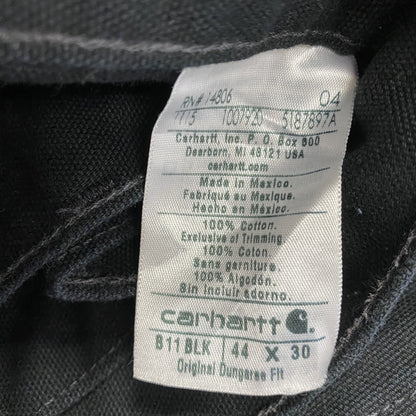 RN# 14806 04
TT15 1007920 5187897A
Carhartt, Inc. P. O. Box 600
Dearborn, MI 48121 USA
carhartt.com
Made in Mexico.
Fabriqué au Mexique.
Hecho en México.
100% Cotton.
Exclusive of Trimming.
100% Coton.
Sans garniture.
100% Algodón.
Sin incluir adorno.
carhartt
B11 BLK 44 X 30
Original Dungaree Fit